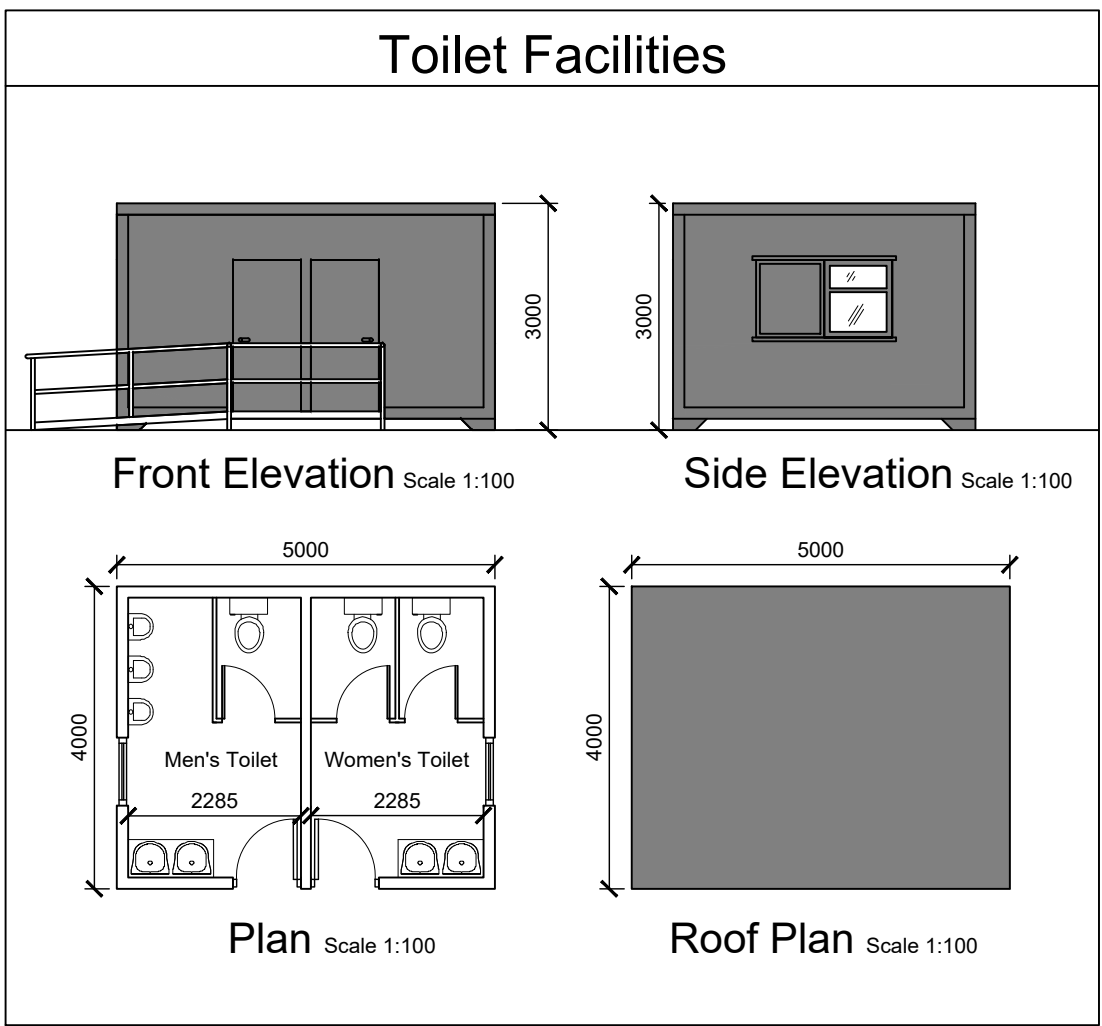 Toilet Facilities
3000
3000
Front Elevation Scale 1:100
Side Elevation Scale 1:100
5000
5000
4000
4000
Men's Toilet
Women's Toilet
2285
2285
Plan Scale 1:100
Roof Plan Scale 1:100